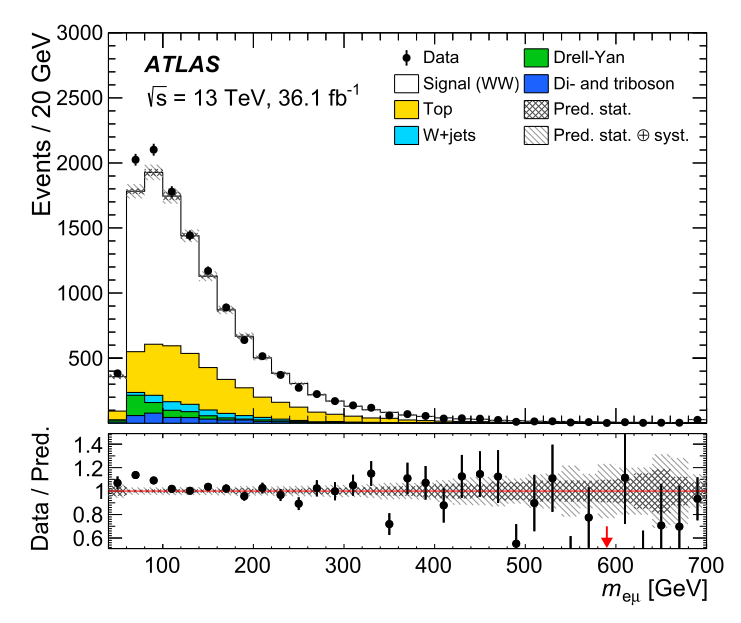 3000
2500
2000
1500
1000
500
Events / 20 GeV
ATLAS
√s = 13 TeV, 36.1 fb⁻¹
Data
Signal (WW)
Top
W+jets
Drell-Yan
Di- and triboson
Pred. stat.
Pred. stat. ⊕ syst.
Data / Pred.
1.4
1.2
1
0.8
0.6
100 200 300 400 500 600 700
m_eμ [GeV]